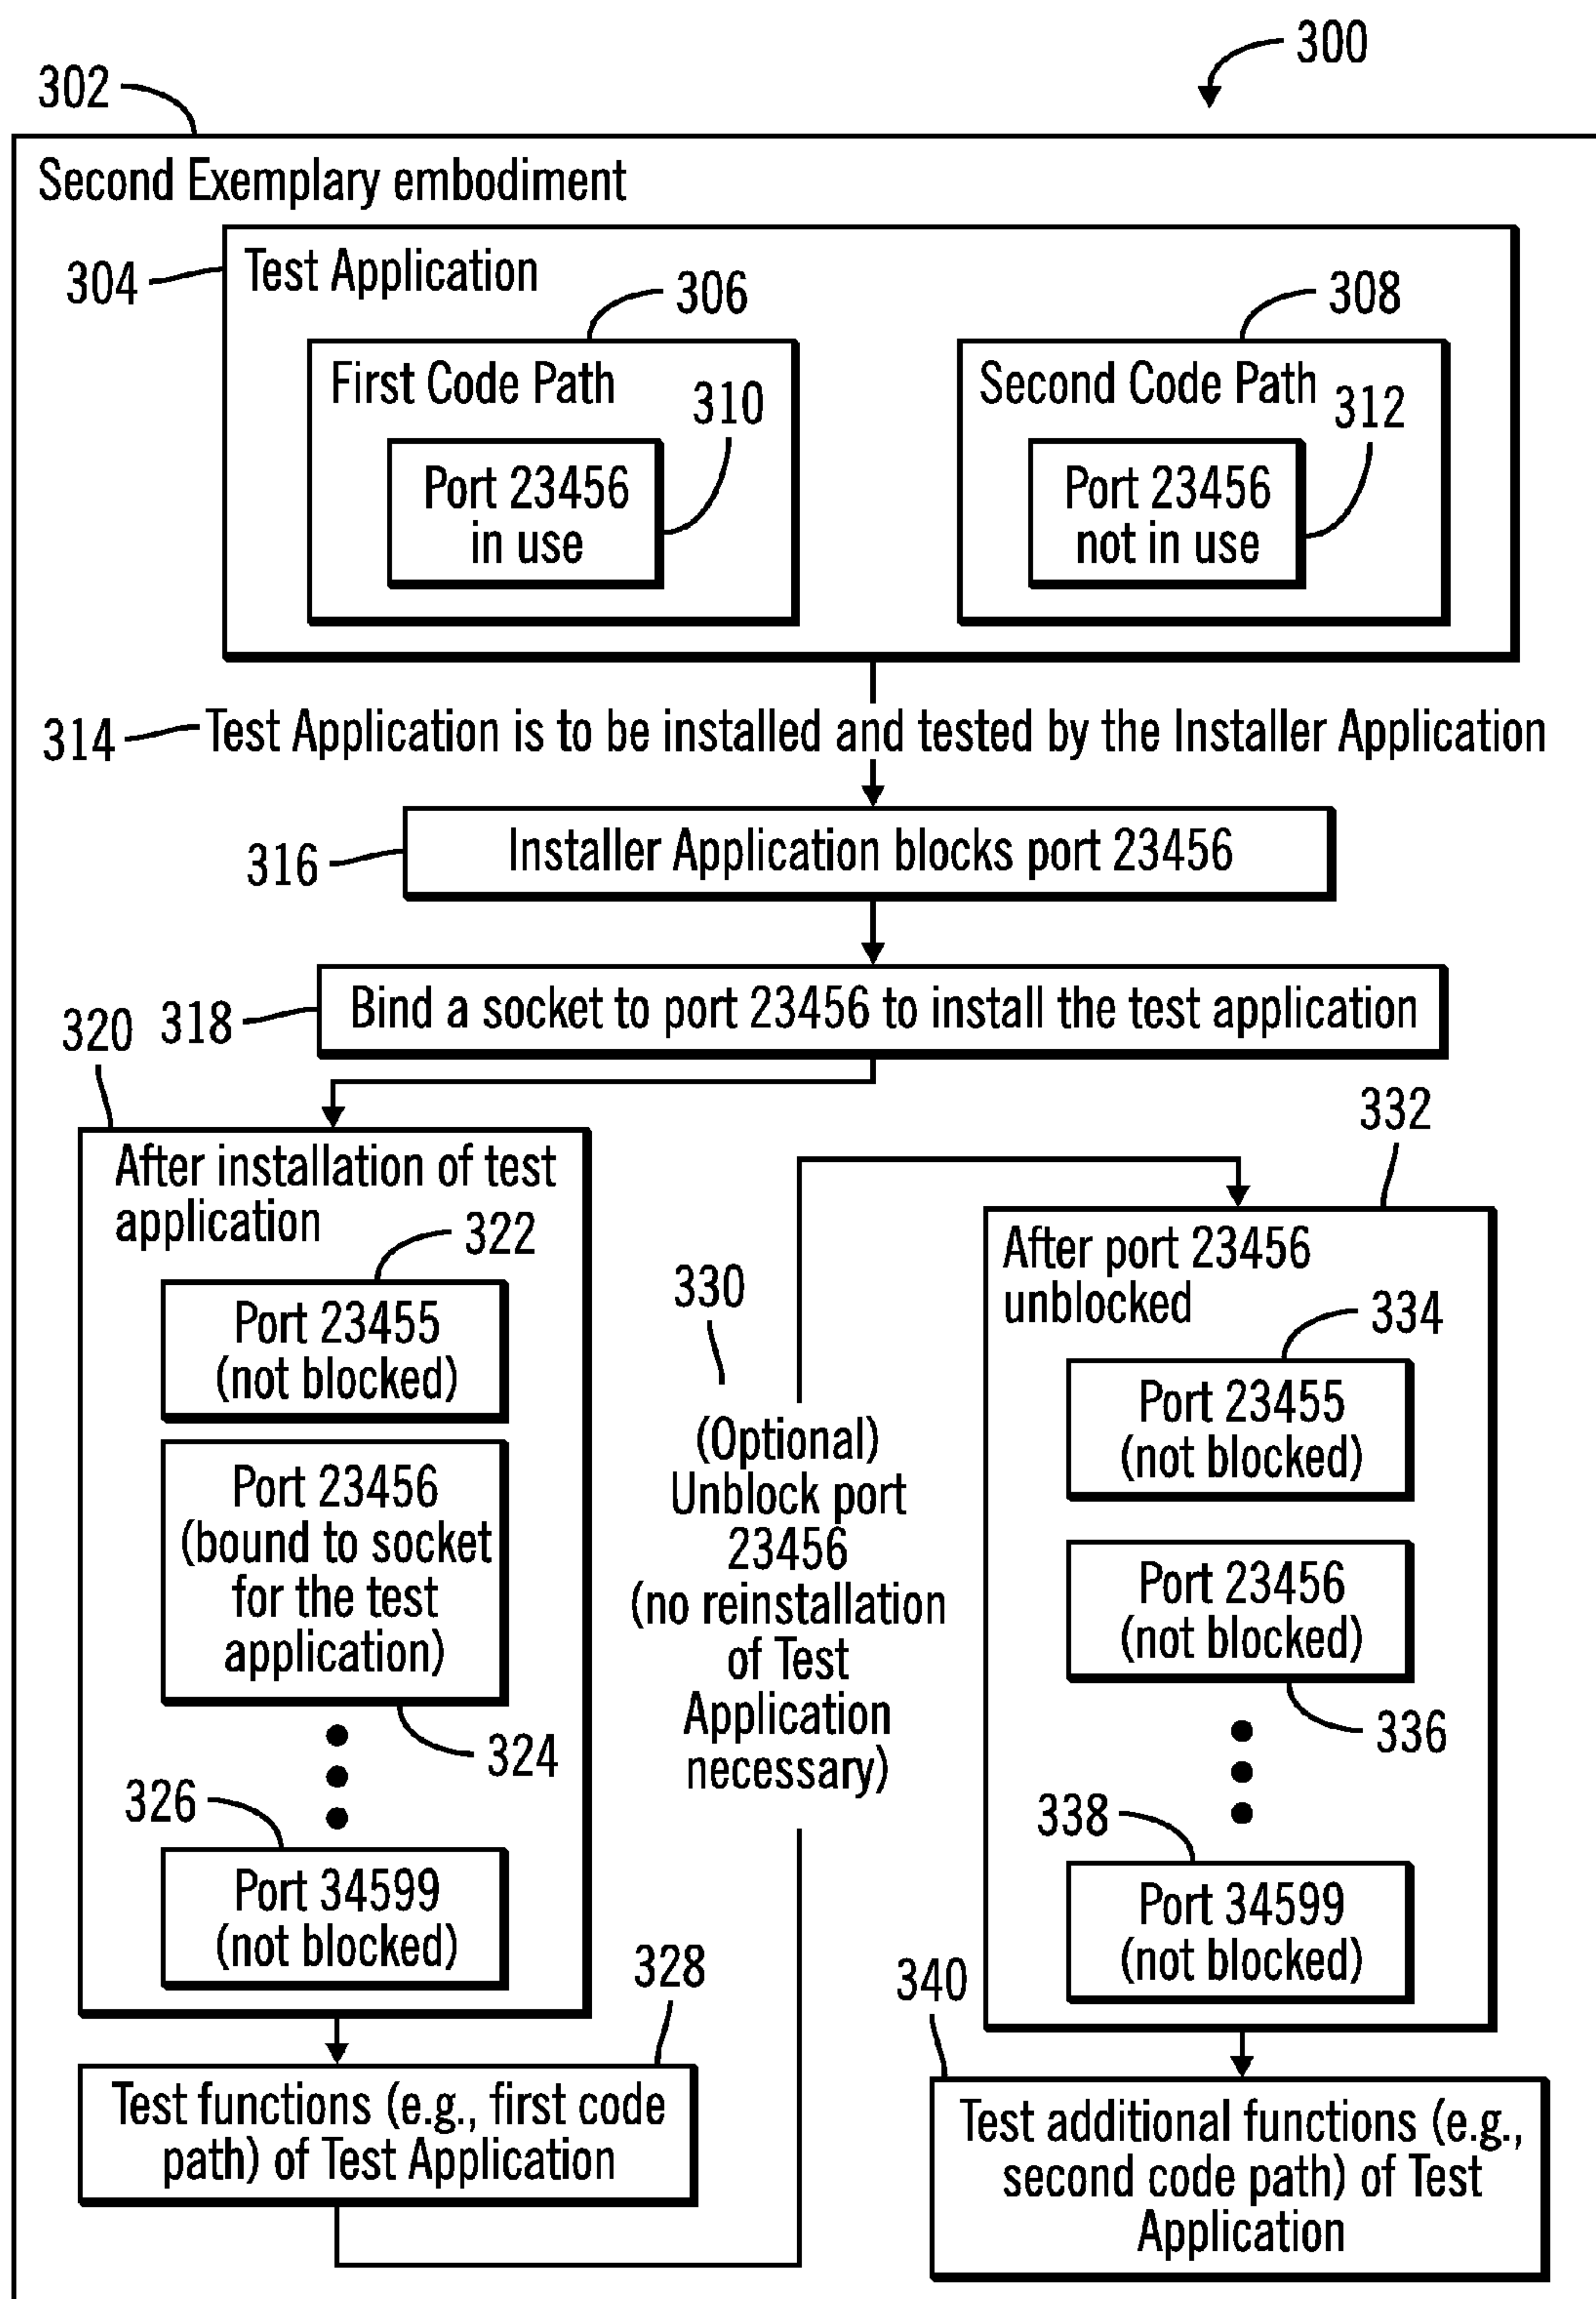 300
302
Second Exemplary embodiment
304
Test Application
306
308
First Code Path
310
Second Code Path
312
Port 23456
in use
Port 23456
not in use
314
Test Application is to be installed and tested by the Installer Application
316
Installer Application blocks port 23456
318
Bind a socket to port 23456 to install the test application
320
After installation of test
application
322
Port 23455
(not blocked)
Port 23456
(bound to socket
for the test
application)
324
326
Port 34599
(not blocked)
328
Test functions (e.g., first code
path) of Test Application
330
(Optional)
Unblock port
23456
(no reinstallation
of Test
Application
necessary)
332
After port 23456
unblocked
334
Port 23455
(not blocked)
Port 23456
(not blocked)
336
338
Port 34599
(not blocked)
340
Test additional functions (e.g.,
second code path) of Test
Application